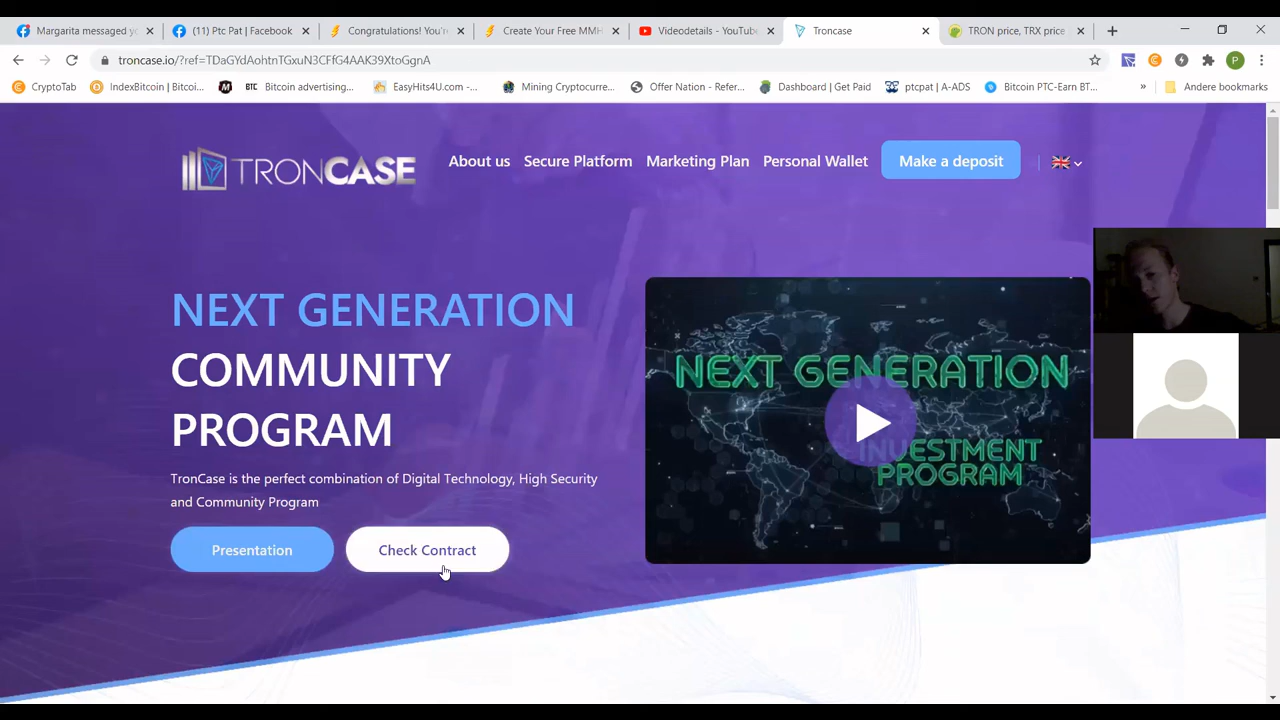 Margarita messaged yo
(11) Ptc Pat | Facebook
Congratulations! You're
Create Your Free MMH
Videodetails - YouTube
Troncase
TRON price, TRX price
troncase.io/?ref=TDaGYdAohtnTGxuN3CFfG4AAK39XtoGgnh
P
CryptoTab
IndexBitcoin | Bitcoi...
BTC
Bitcoin advertising...
EasyHits4U.com -...
Mining Cryptocurre...
Offer Nation - Refer...
Dashboard | Get Paid
ptcpat | A-ADS
Bitcoin PTC-Earn BT...
»
Andere bookmarks
TRONCASE
About us
Secure Platform
Marketing Plan
Personal Wallet
Make a deposit
NEXT GENERATION
COMMUNITY
PROGRAM
TronCase is the perfect combination of Digital Technology, High Security
and Community Program
Presentation
Check Contract
NEXT GENERATION
INVESTMENT
PROGRAM